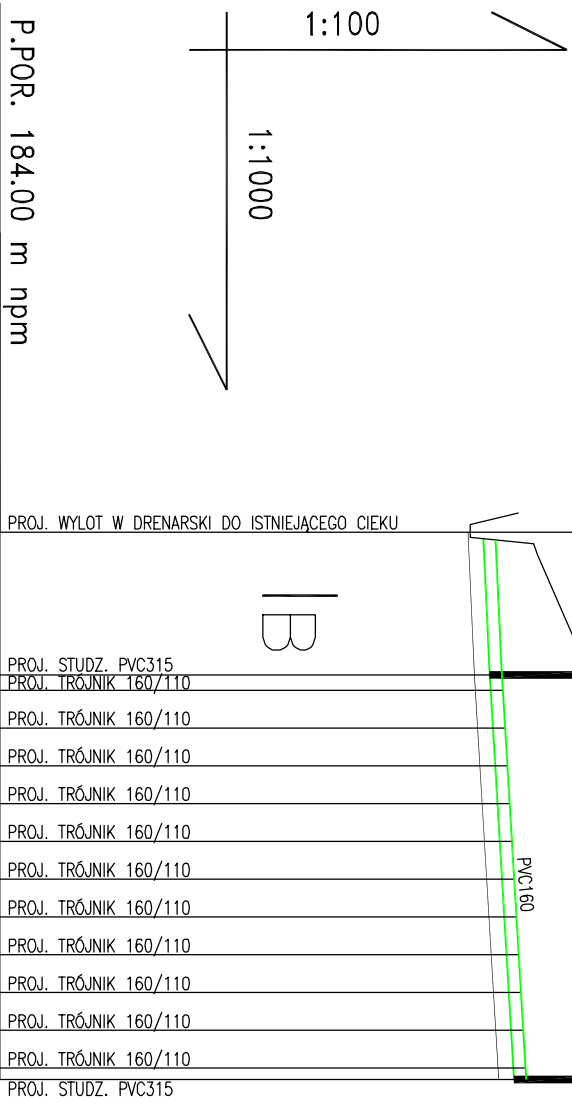 1:100
1:1000
P.POR. 184.00 m npm
PROJ. WYLOT W DRENARSKI DO ISTNIEJĄCEGO CIEKU
B
PROJ. STUDZ. PVC315
PROJ. TRÓJNIK 160/110
PROJ. TRÓJNIK 160/110
PROJ. TRÓJNIK 160/110
PROJ. TRÓJNIK 160/110
PROJ. TRÓJNIK 160/110
PROJ. TRÓJNIK 160/110
PVC160
PROJ. TRÓJNIK 160/110
PROJ. TRÓJNIK 160/110
PROJ. TRÓJNIK 160/110
PROJ. TRÓJNIK 160/110
PROJ. TRÓJNIK 160/110
PROJ. STUDZ. PVC315